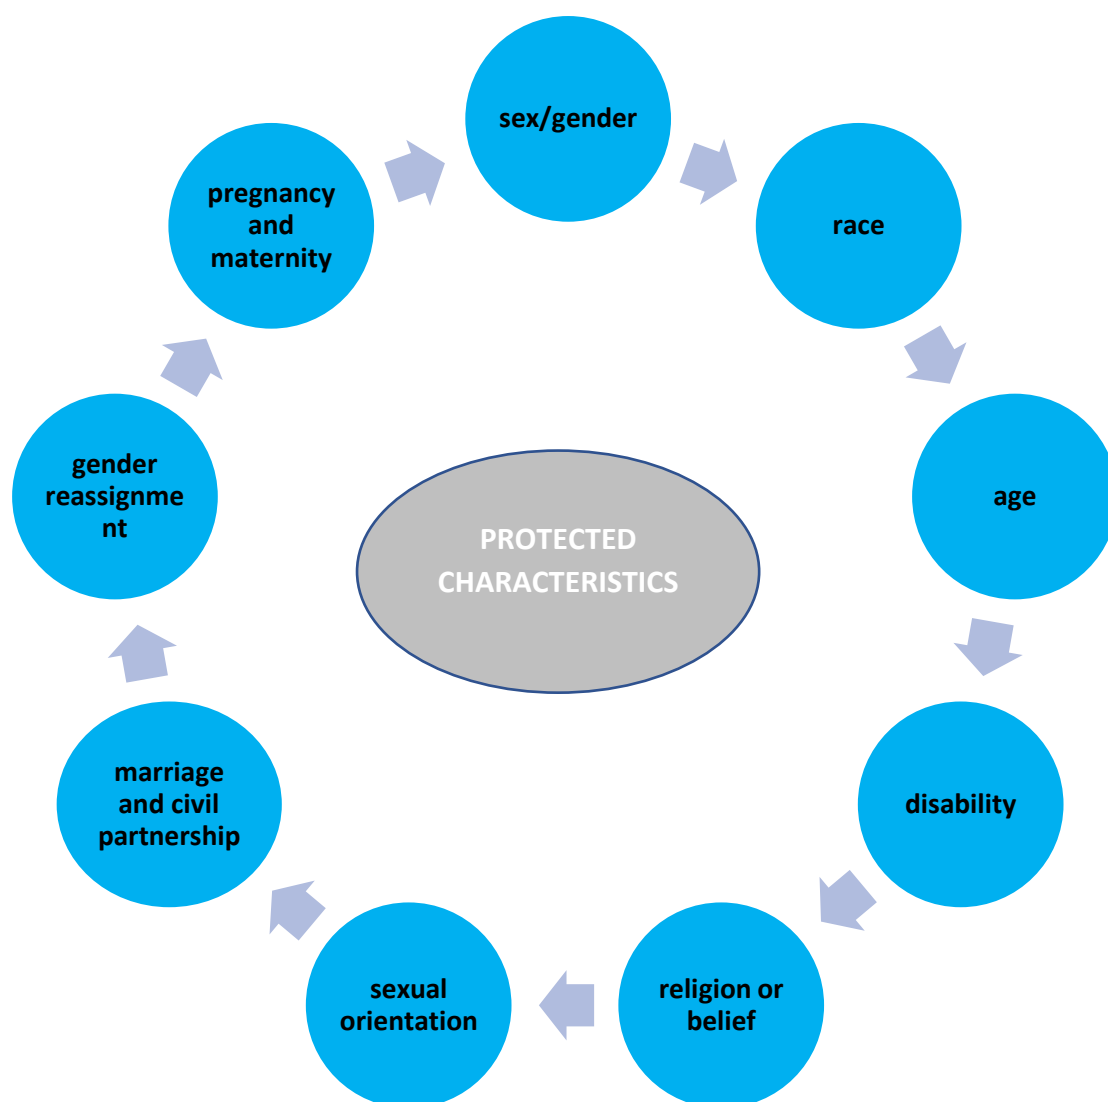 sex/gender
race
age
disability
religion or
belief
sexual
orientation
marriage
and civil
partnership
gender
reassignme
nt
pregnancy
and
maternity
PROTECTED
CHARACTERISTICS